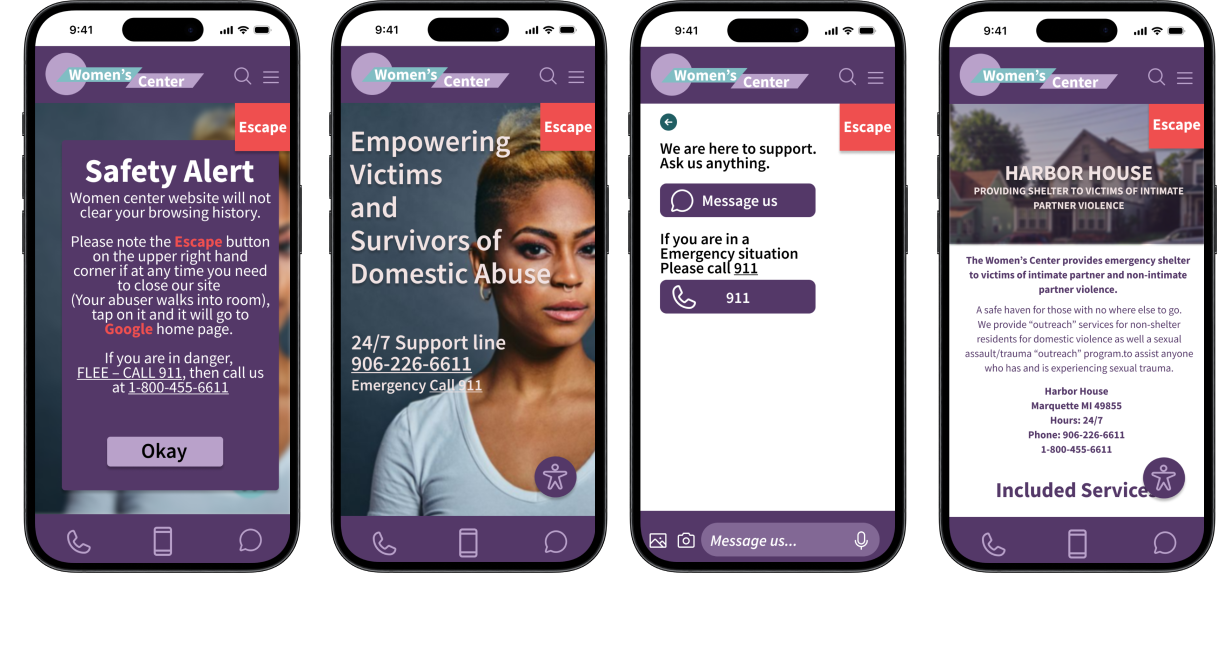 9:41
Women's
Center
Escape
Safety Alert
Women center website will not
clear your browsing history.
Please note the Escape button
on the upper right hand
corner if at any time you need
to close our site
(Your abuser walks into room),
tap on it and it will go to
Google home page.
If you are in danger,
FLEE – CALL 911, then call us
at 1-800-455-6611
Okay
9:41
Women's
Center
Escape
Empowering
Victims
and
Survivors of
Domestic Abuse
24/7 Support line
906-226-6611
Emergency Call 911
9:41
Women's
Center
Escape
We are here to support.
Ask us anything.
Message us
If you are in a
Emergency situation
Please call 911
911
Message us...
9:41
Women's
Center
Escape
HARBOR HOUSE
PROVIDING SHELTER TO VICTIMS OF INTIMATE
PARTNER VIOLENCE
The Women's Center provides emergency shelter
to victims of intimate partner and non-intimate
partner violence.
A safe haven for those with no where else to go.
We provide “outreach” services for non-shelter
residents for domestic violence as well a sexual
assault/trauma “outreach” program.to assist anyone
who has and is experiencing sexual trauma.
Harbor House
Marquette MI 49855
Hours: 24/7
Phone: 906-226-6611
1-800-455-6611
Included Services